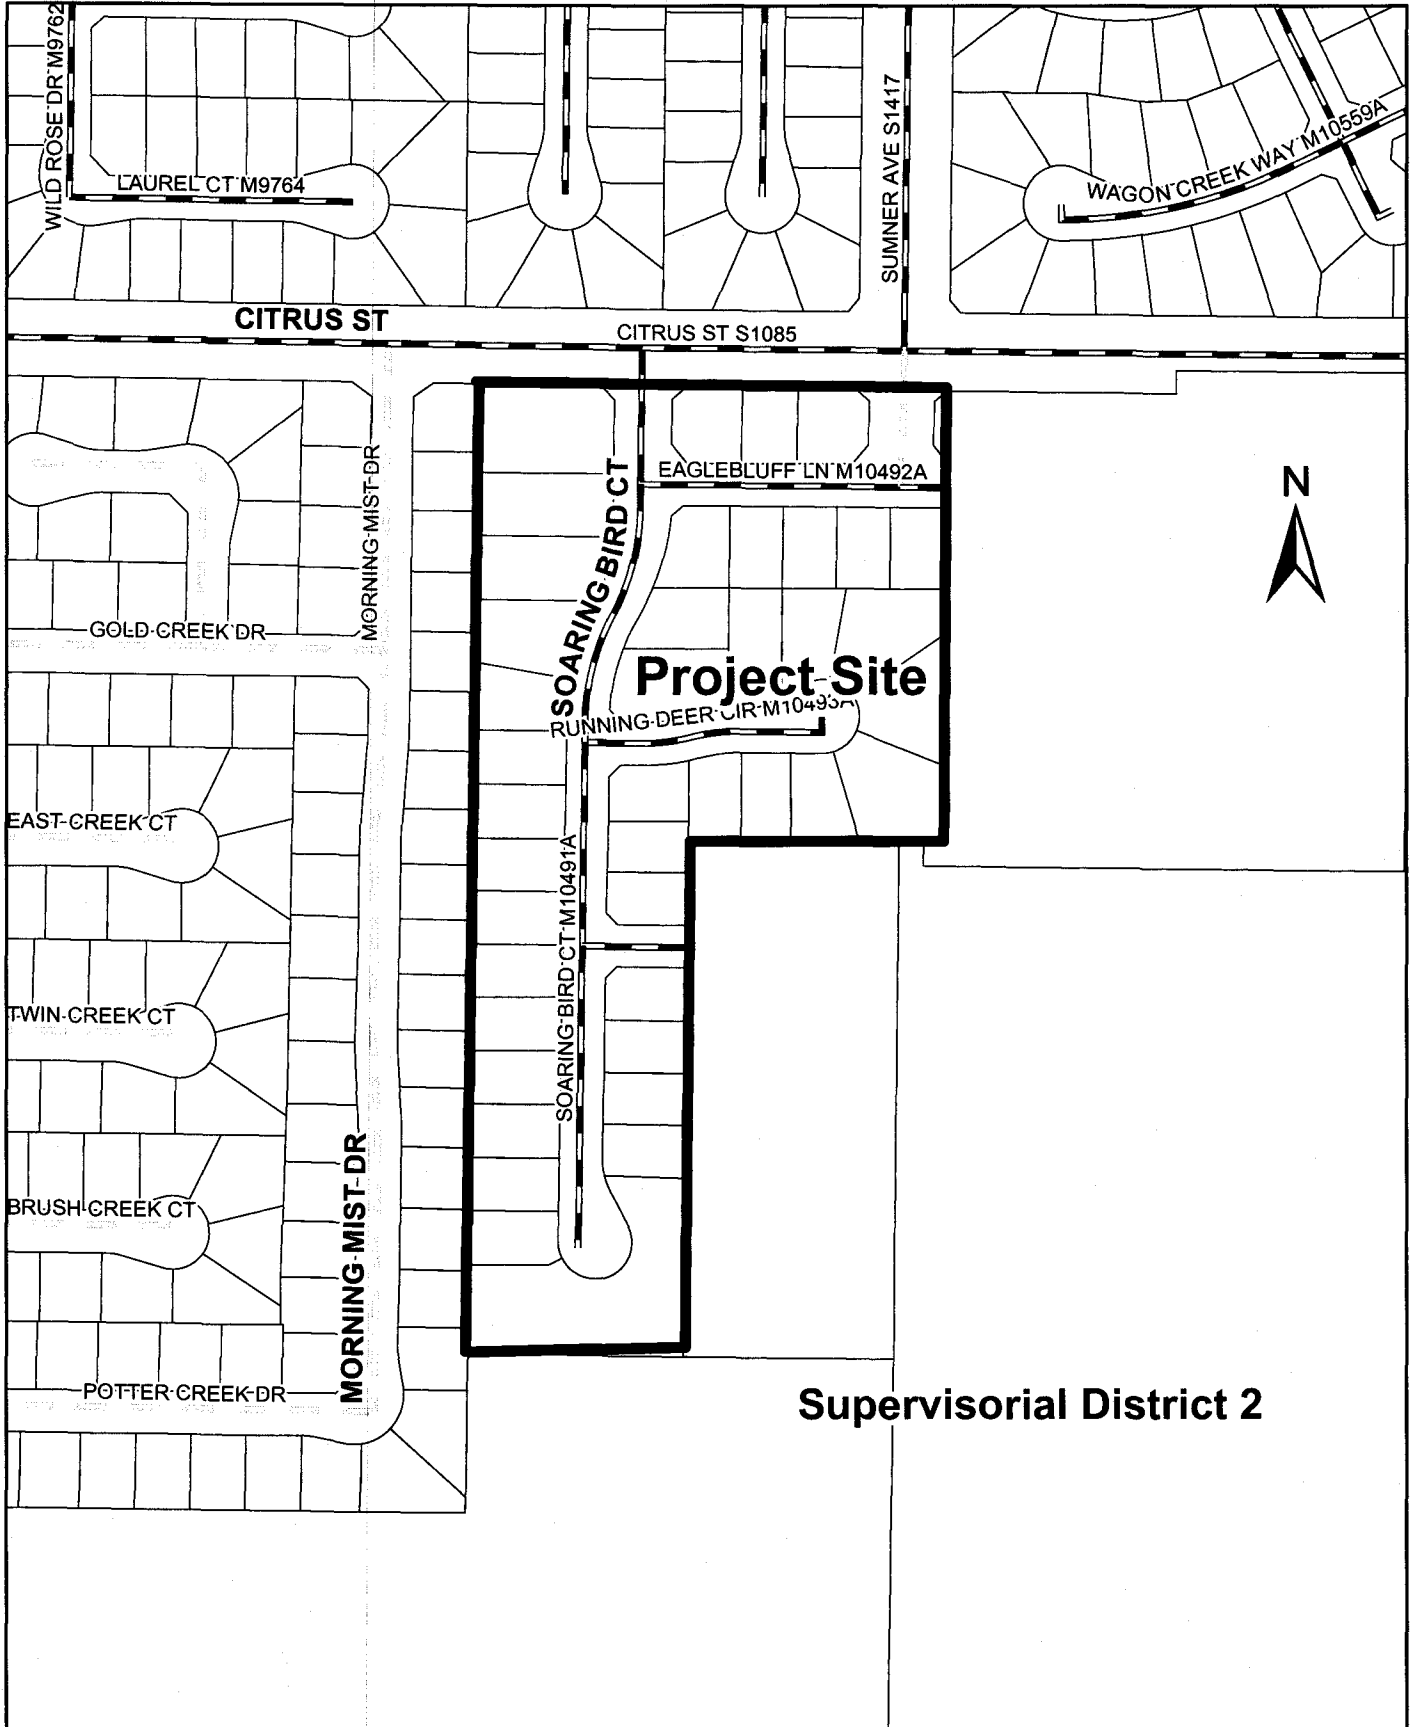 WILD ROSE DR M9762
LAUREL CT M9764
SUMNER AVE S1417
WAGON CREEK WAY M10559A
CITRUS ST
CITRUS ST S1085
MORNING MIST DR
SOARING BIRD CT
EAGLEBLUFF LN M10492A
N
GOLD CREEK DR
Project Site
RUNNING DEER CIR M10493A
EAST CREEK CT
SOARING BIRD CT M10491A
TWIN CREEK CT
BRUSH CREEK CT
MORNING MIST DR
POTTER CREEK DR
Supervisorial District 2